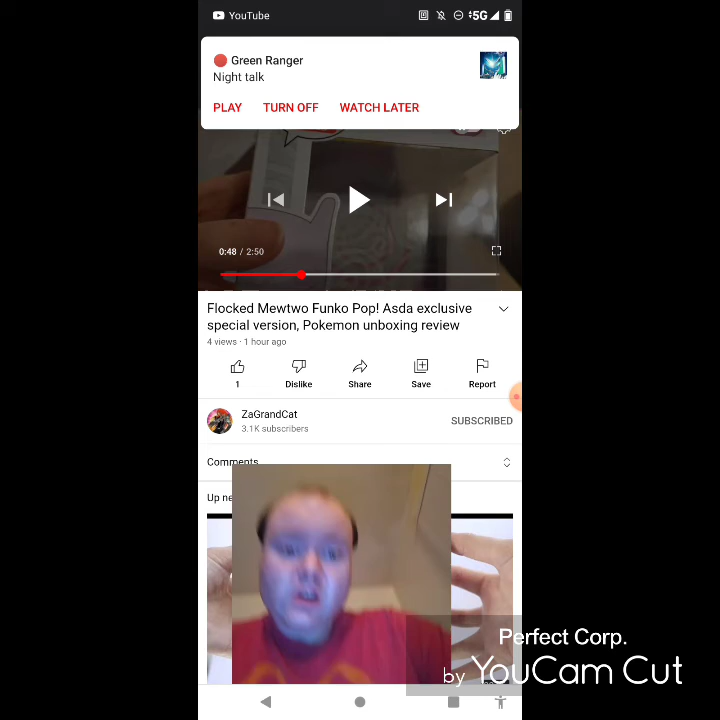 YouTube
5G
Green Ranger
Night talk
PLAY TURN OFF WATCH LATER
0:48 / 2:50
Flocked Mewtwo Funko Pop! Asda exclusive
special version, Pokemon unboxing review
4 views · 1 hour ago
1 Dislike Share Save Report
ZaGrandCat
3.1K subscribers
SUBSCRIBED
Comments
Up ne
Perfect Corp.
by YouCam Cut